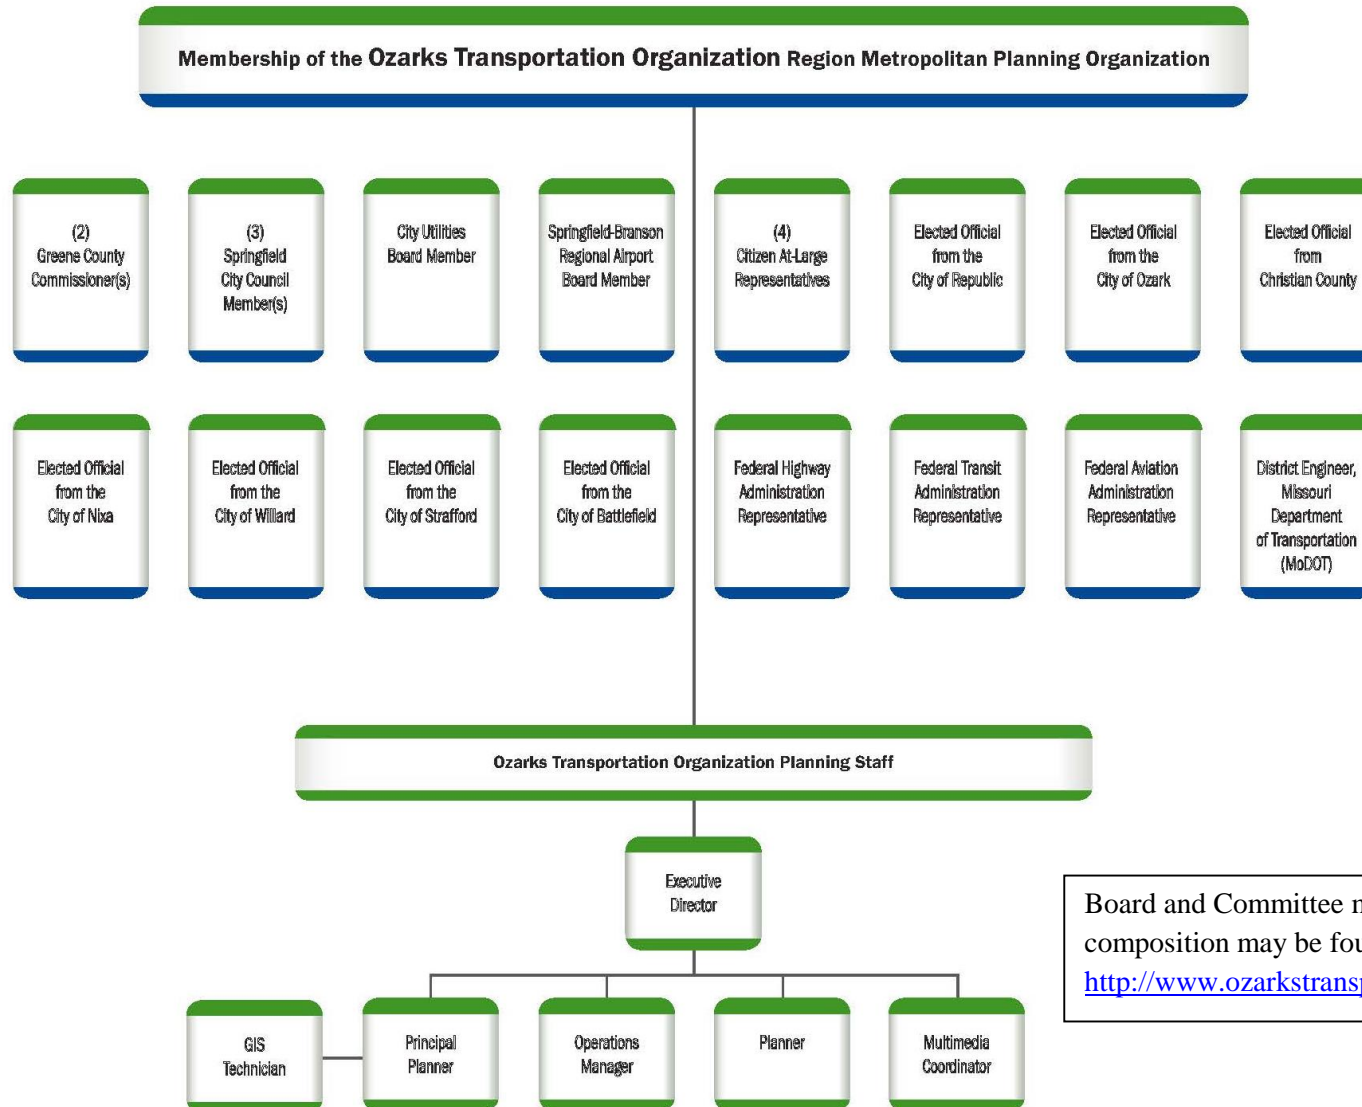 Membership of the Ozarks Transportation Organization Region Metropolitan Planning Organization
(2)
Greene County
Commissioner(s)
(3)
Springfield
City Council
Member(s)
City Utilities
Board Member
Springfield-Branson
Regional Airport
Board Member
(4)
Citizen At-Large
Representatives
Elected Official
from the
City of Republic
Elected Official
from the
City of Ozark
Elected Official
from
Christian County
Elected Official
from the
City of Nixa
Elected Official
from the
City of Willard
Elected Official
from the
City of Strafford
Elected Official
from the
City of Battlefield
Federal Highway
Administration
Representative
Federal Transit
Administration
Representative
Federal Aviation
Administration
Representative
District Engineer,
Missouri
Department
of Transportation
(MoDOT)
Ozarks Transportation Organization Planning Staff
Executive
Director
Board and Committee
composition may be
GIS
Technician
Principal
Planner
Operations
Manager
Planner
Multimedia
Coordinator